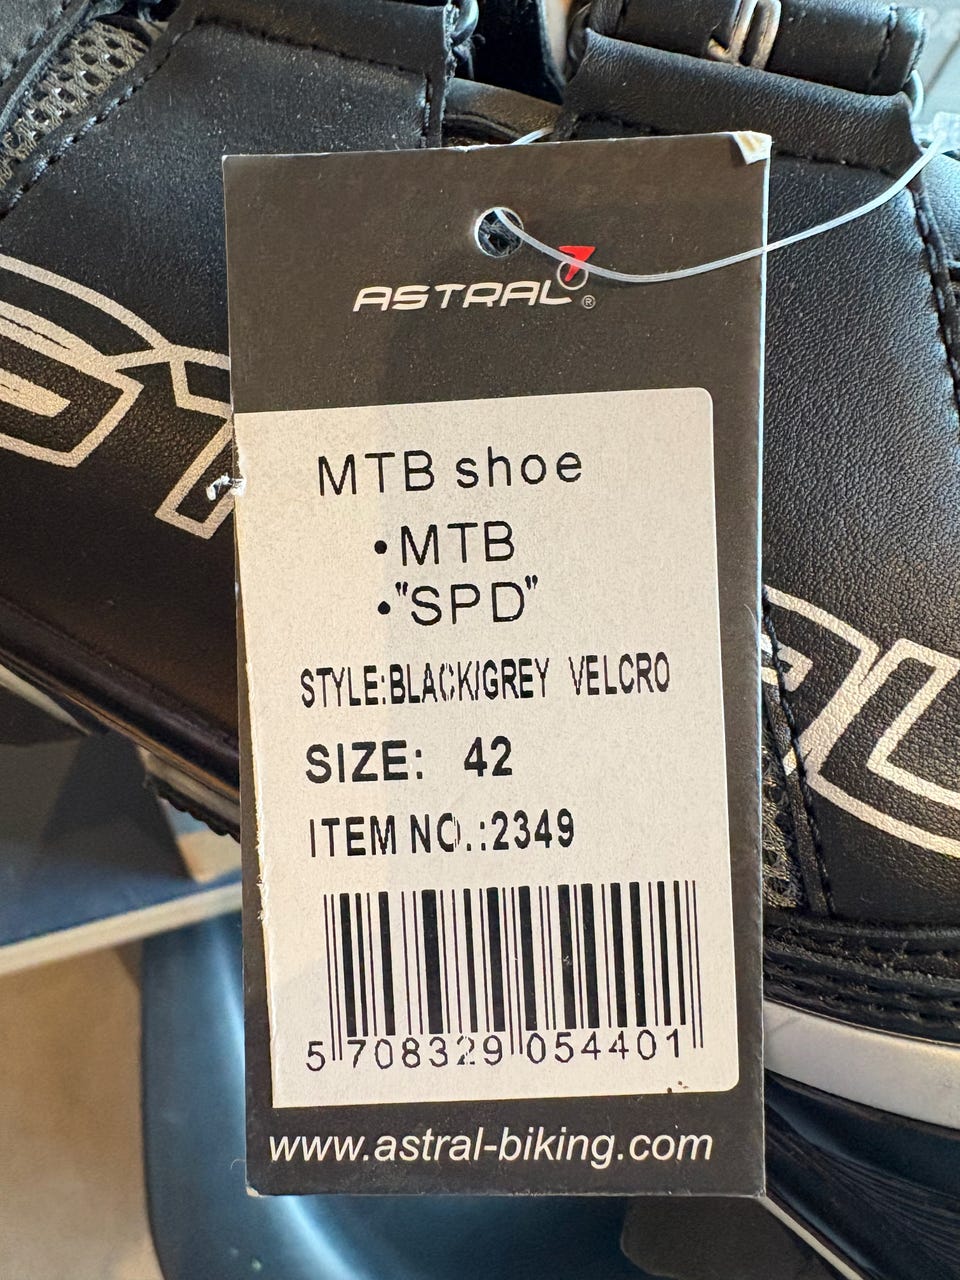 ASTRAL®
MTB shoe
•MTB
•"SPD"
STYLE:BLACK/GREY VELCRO
SIZE: 42
ITEM NO.:2349
5 708329 054401
www.astral-biking.com